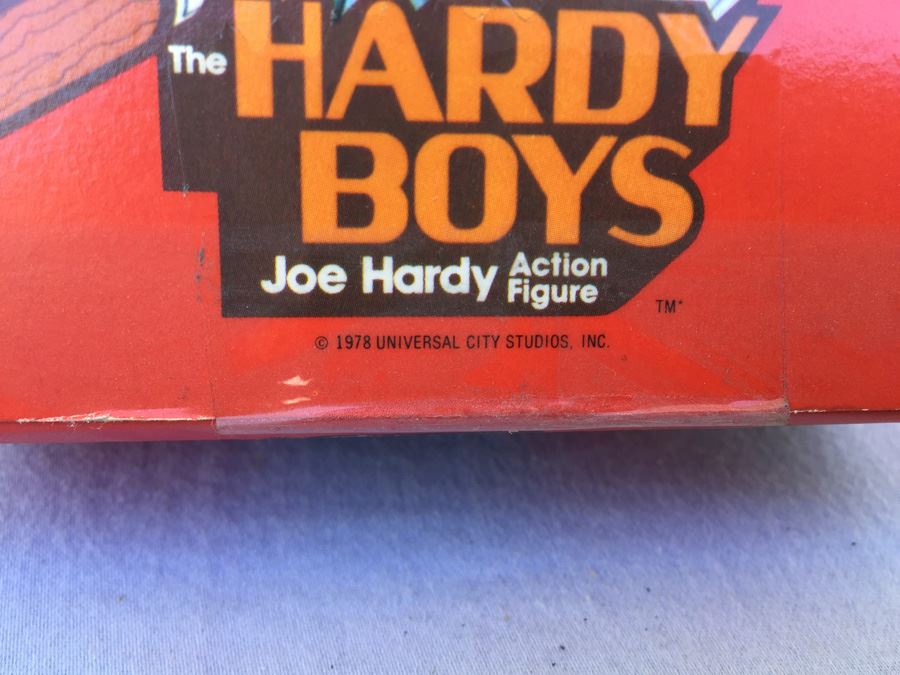 The HARDY
BOYS
Joe Hardy Action Figure
TM*
© 1978 UNIVERSAL CITY STUDIOS, INC.